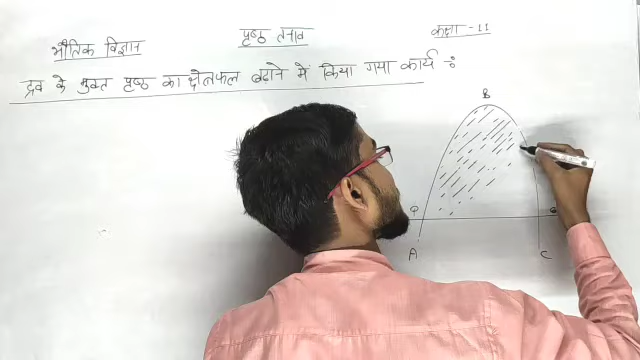 भौतिक विज्ञान
पृष्ठ तनाव
कक्षा -11
द्रव के मुक्त पृष्ठ का क्षेत्रफल बढ़ाने में किया गया कार्य :
B
P
A
C